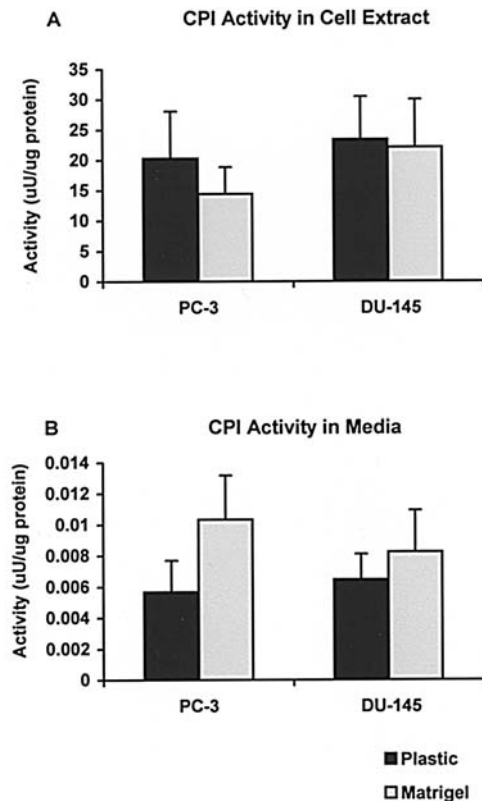 A CPI Activity in Cell Extract
Activity (uU/ug protein)
35
30
25
20
15
10
5
0
PC-3 DU-145
B CPI Activity in Media
Activity (uU/ug protein)
0.014
0.012
0.01
0.008
0.006
0.004
0.002
0
PC-3 DU-145
Plastic
Matrigel